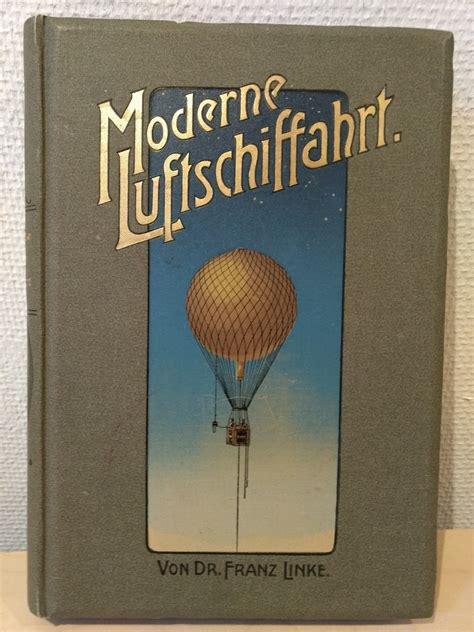 Moderne
Luftschiffahrt.
VON DR. FRANZ LINKE.